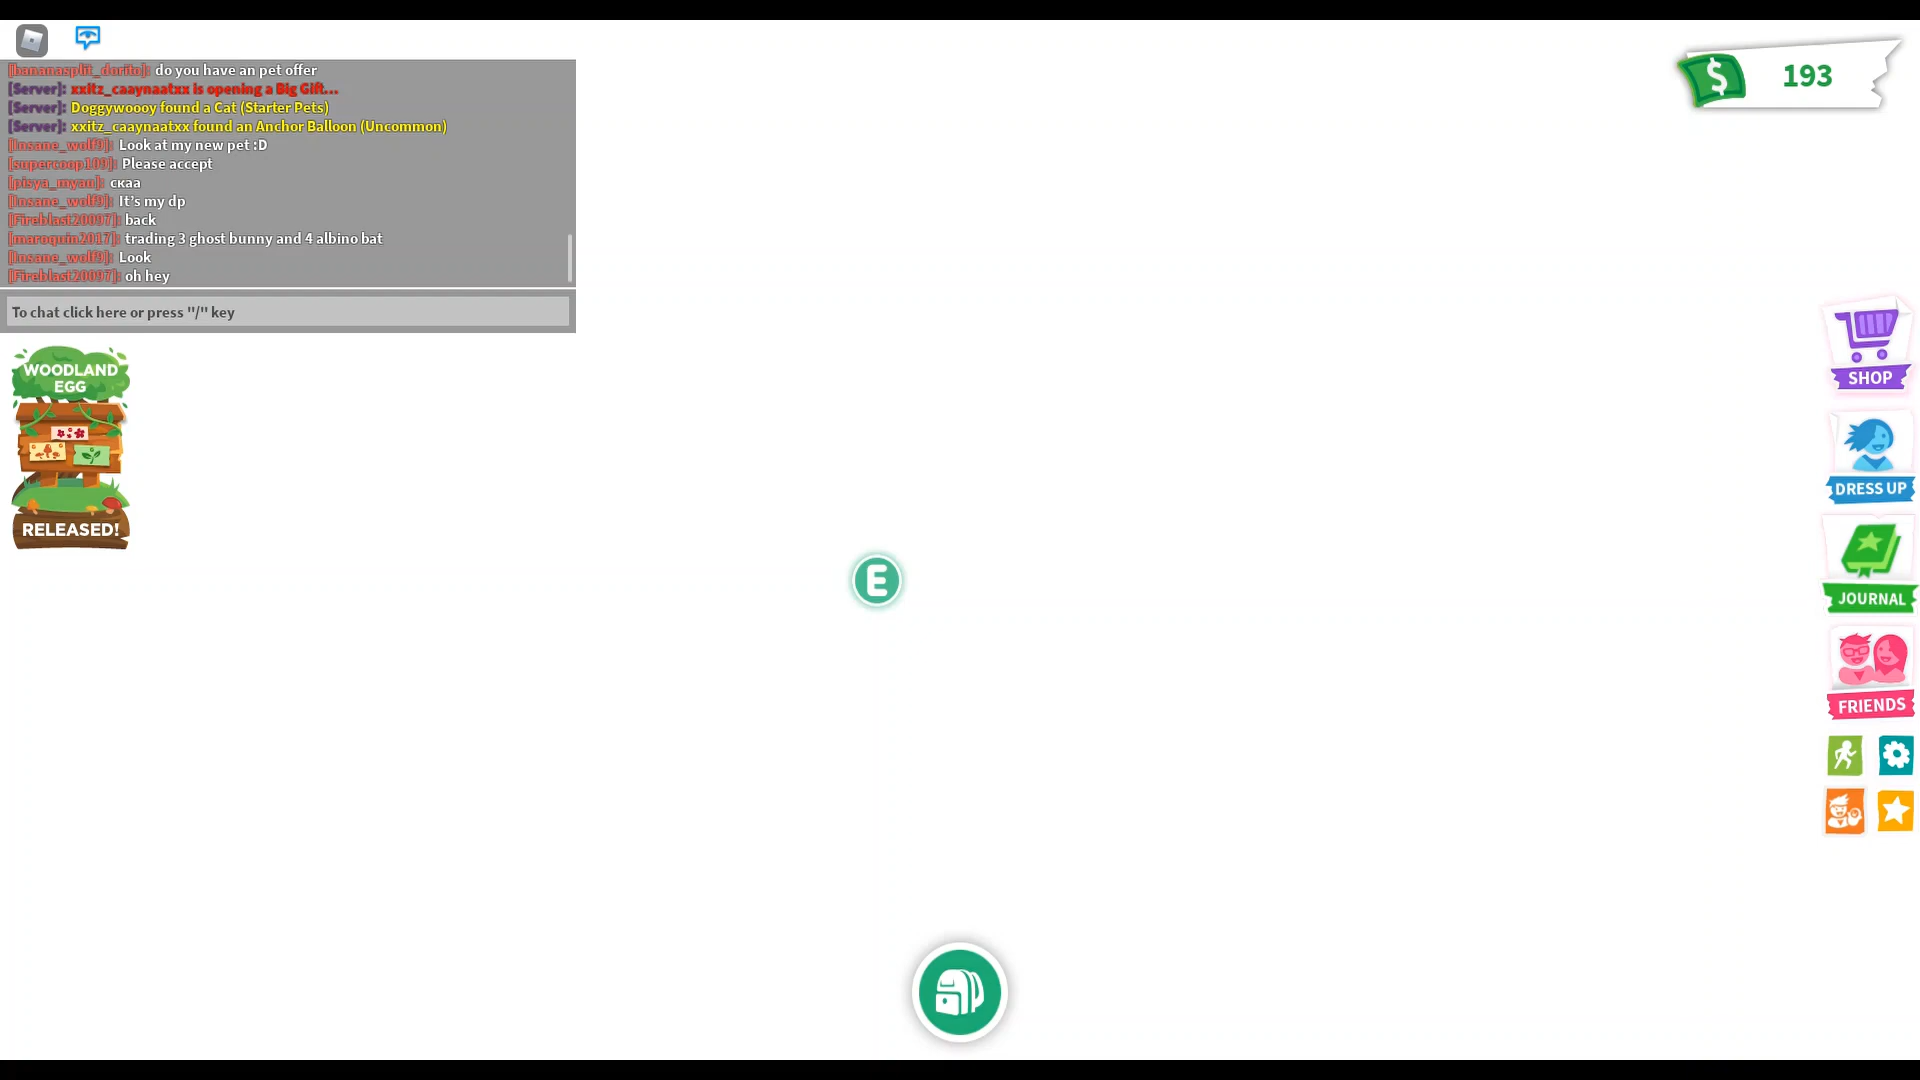 [bananasplit_dorito]: do you have an pet offer
[Server]: xxitz_caaynaatxx is opening a Big Gift...
[Server]: Doggywoooy found a Cat (Starter Pets)
[Server]: xxitz_caaynaatxx found an Anchor Balloon (Uncommon)
[Insane_wolf9]: Look at my new pet :D
[supercoop109]: Please accept
[pisya_myau]: скаа
[Insane_wolf9]: It's my dp
[Fireblast20097]: back
[maroquin2017]: trading 3 ghost bunny and 4 albino bat
[Insane_wolf9]: Look
[Fireblast20097]: oh hey
To chat click here or press "/" key
WOODLAND
EGG
RELEASED!
193
SHOP
DRESS UP
JOURNAL
FRIENDS
E